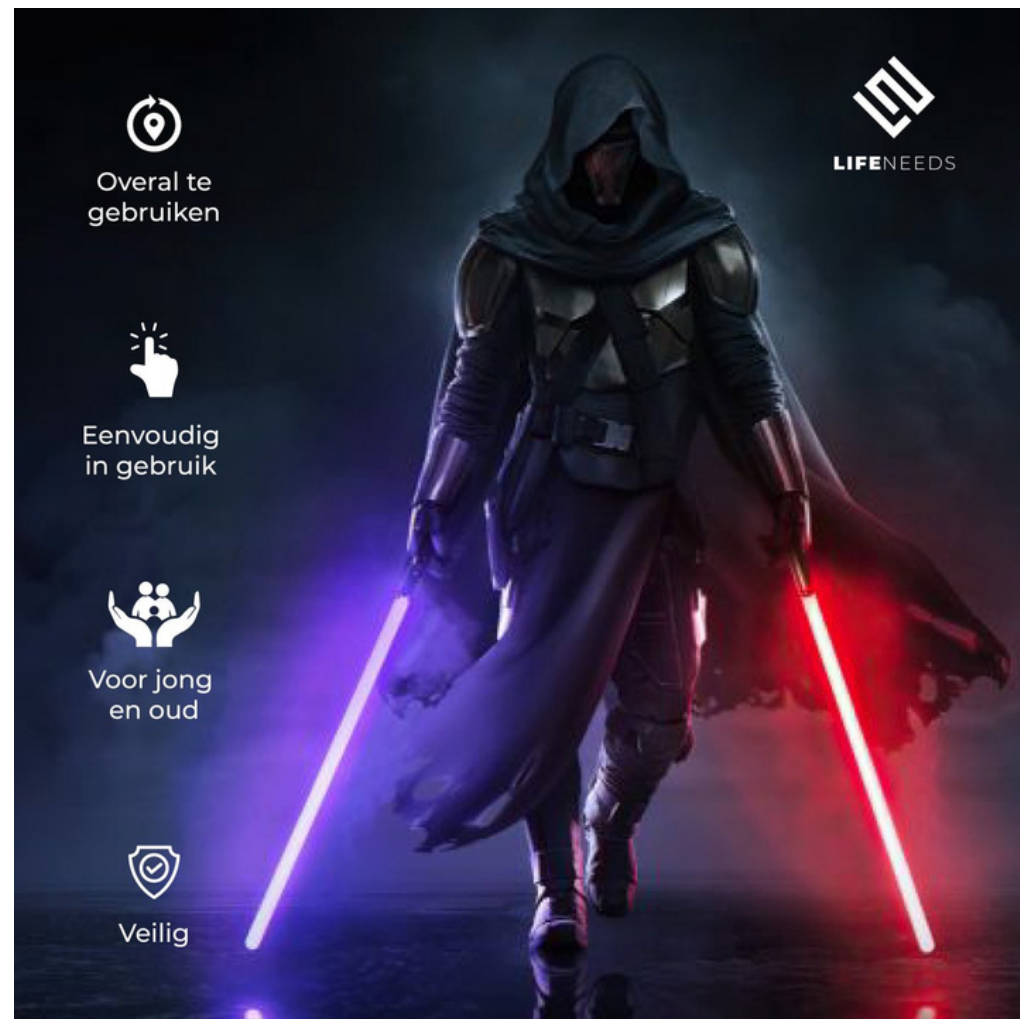 Overal te
gebruiken
LIFENEEDS
Eenvoudig
in gebruik
Voor jong
en oud
Veilig